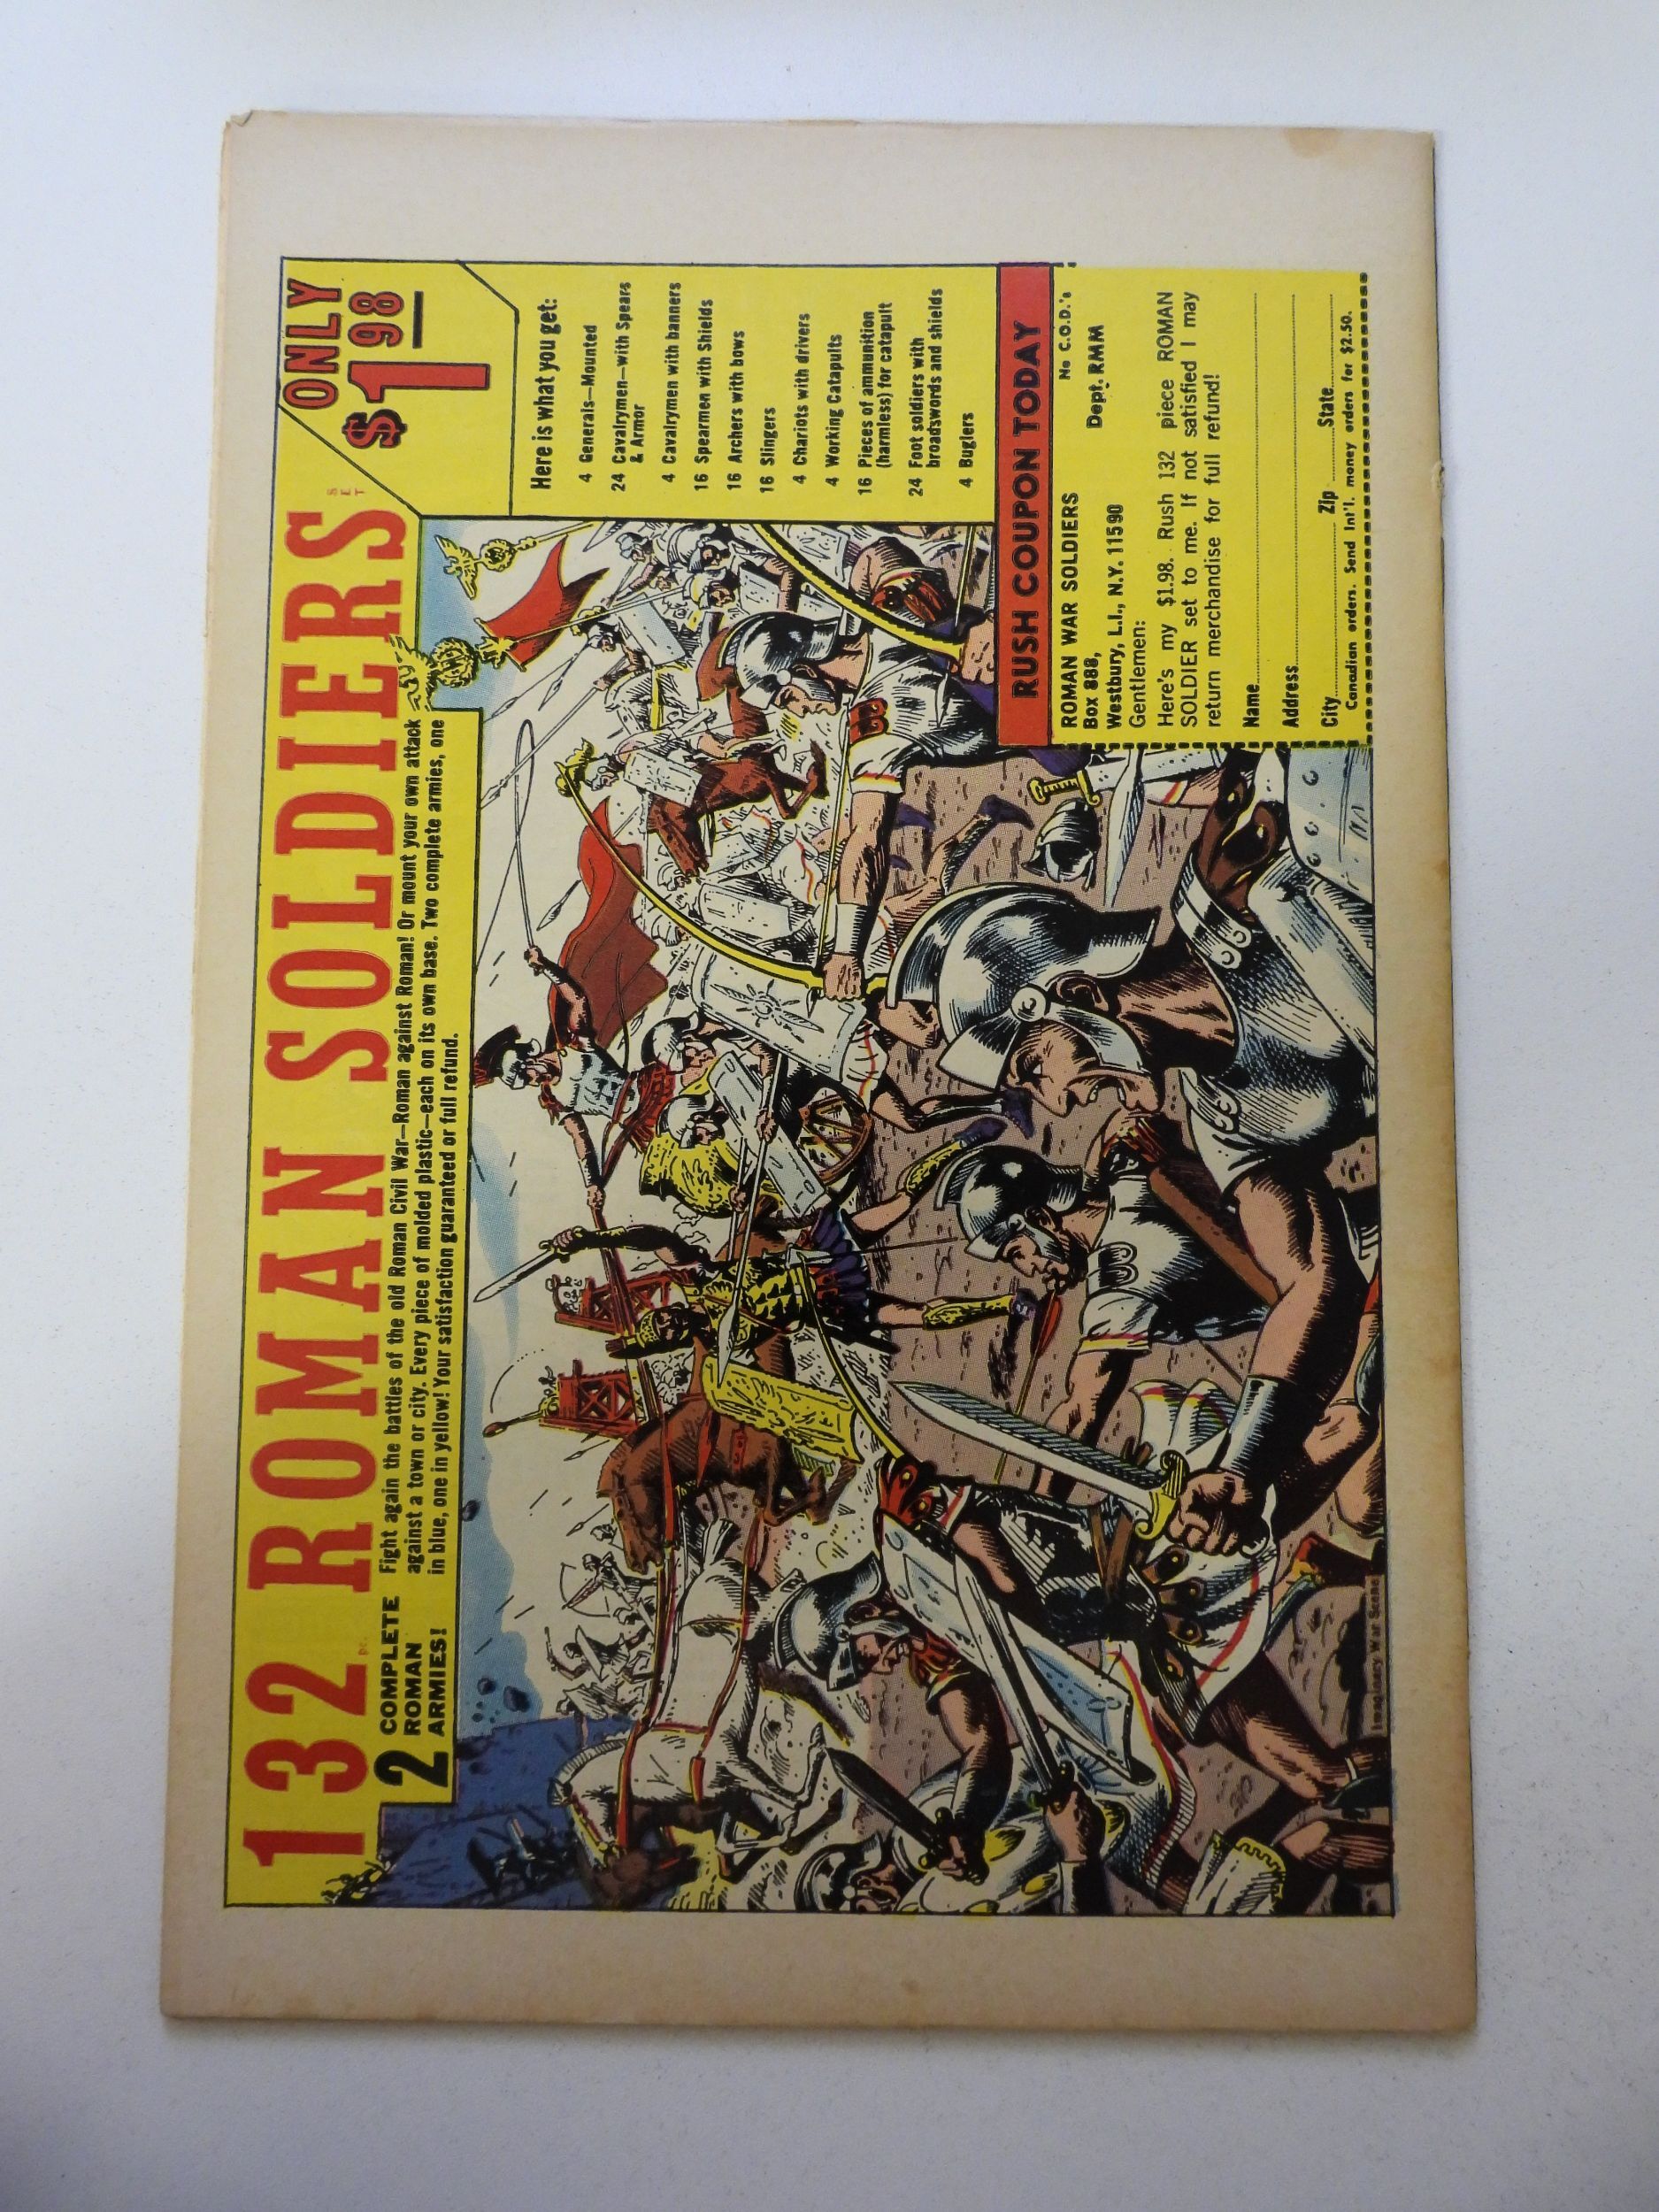 132 PC. ROMAN SOLDIERS SET
ONLY
$1.98
2 COMPLETE
ROMAN
ARMIES!
Fight again the battles of the old Roman Civil War—Roman against Roman! Or mount your own attack
against a town or city. Every piece of molded plastic—each on its own base. Two complete armies, one
in blue, one in yellow! Your satisfaction guaranteed or full refund.
Here is what you get:
4 Generals—Mounted
24 Cavalrymen—with Spears
& Armor
4 Cavalrymen with banners
16 Spearmen with Shields
16 Archers with bows
16 Slingers
4 Chariots with drivers
4 Working Catapults
16 Pieces of ammunition
(harmless) for catapult
24 Foot soldiers with
broadswords and shields
4 Buglers
RUSH COUPON TODAY
ROMAN WAR SOLDIERS No C.O.D.'s
Box 888, Dept. RMM
Westbury, L.I., N.Y. 11590
Gentlemen:
Here's my $1.98. Rush 132 piece ROMAN
SOLDIER set to me. If not satisfied I may
return merchandise for full refund!
Name
Address
City Zip State
Canadian orders. Send Int'l. money orders for $2.50.
Imaginary War Scene